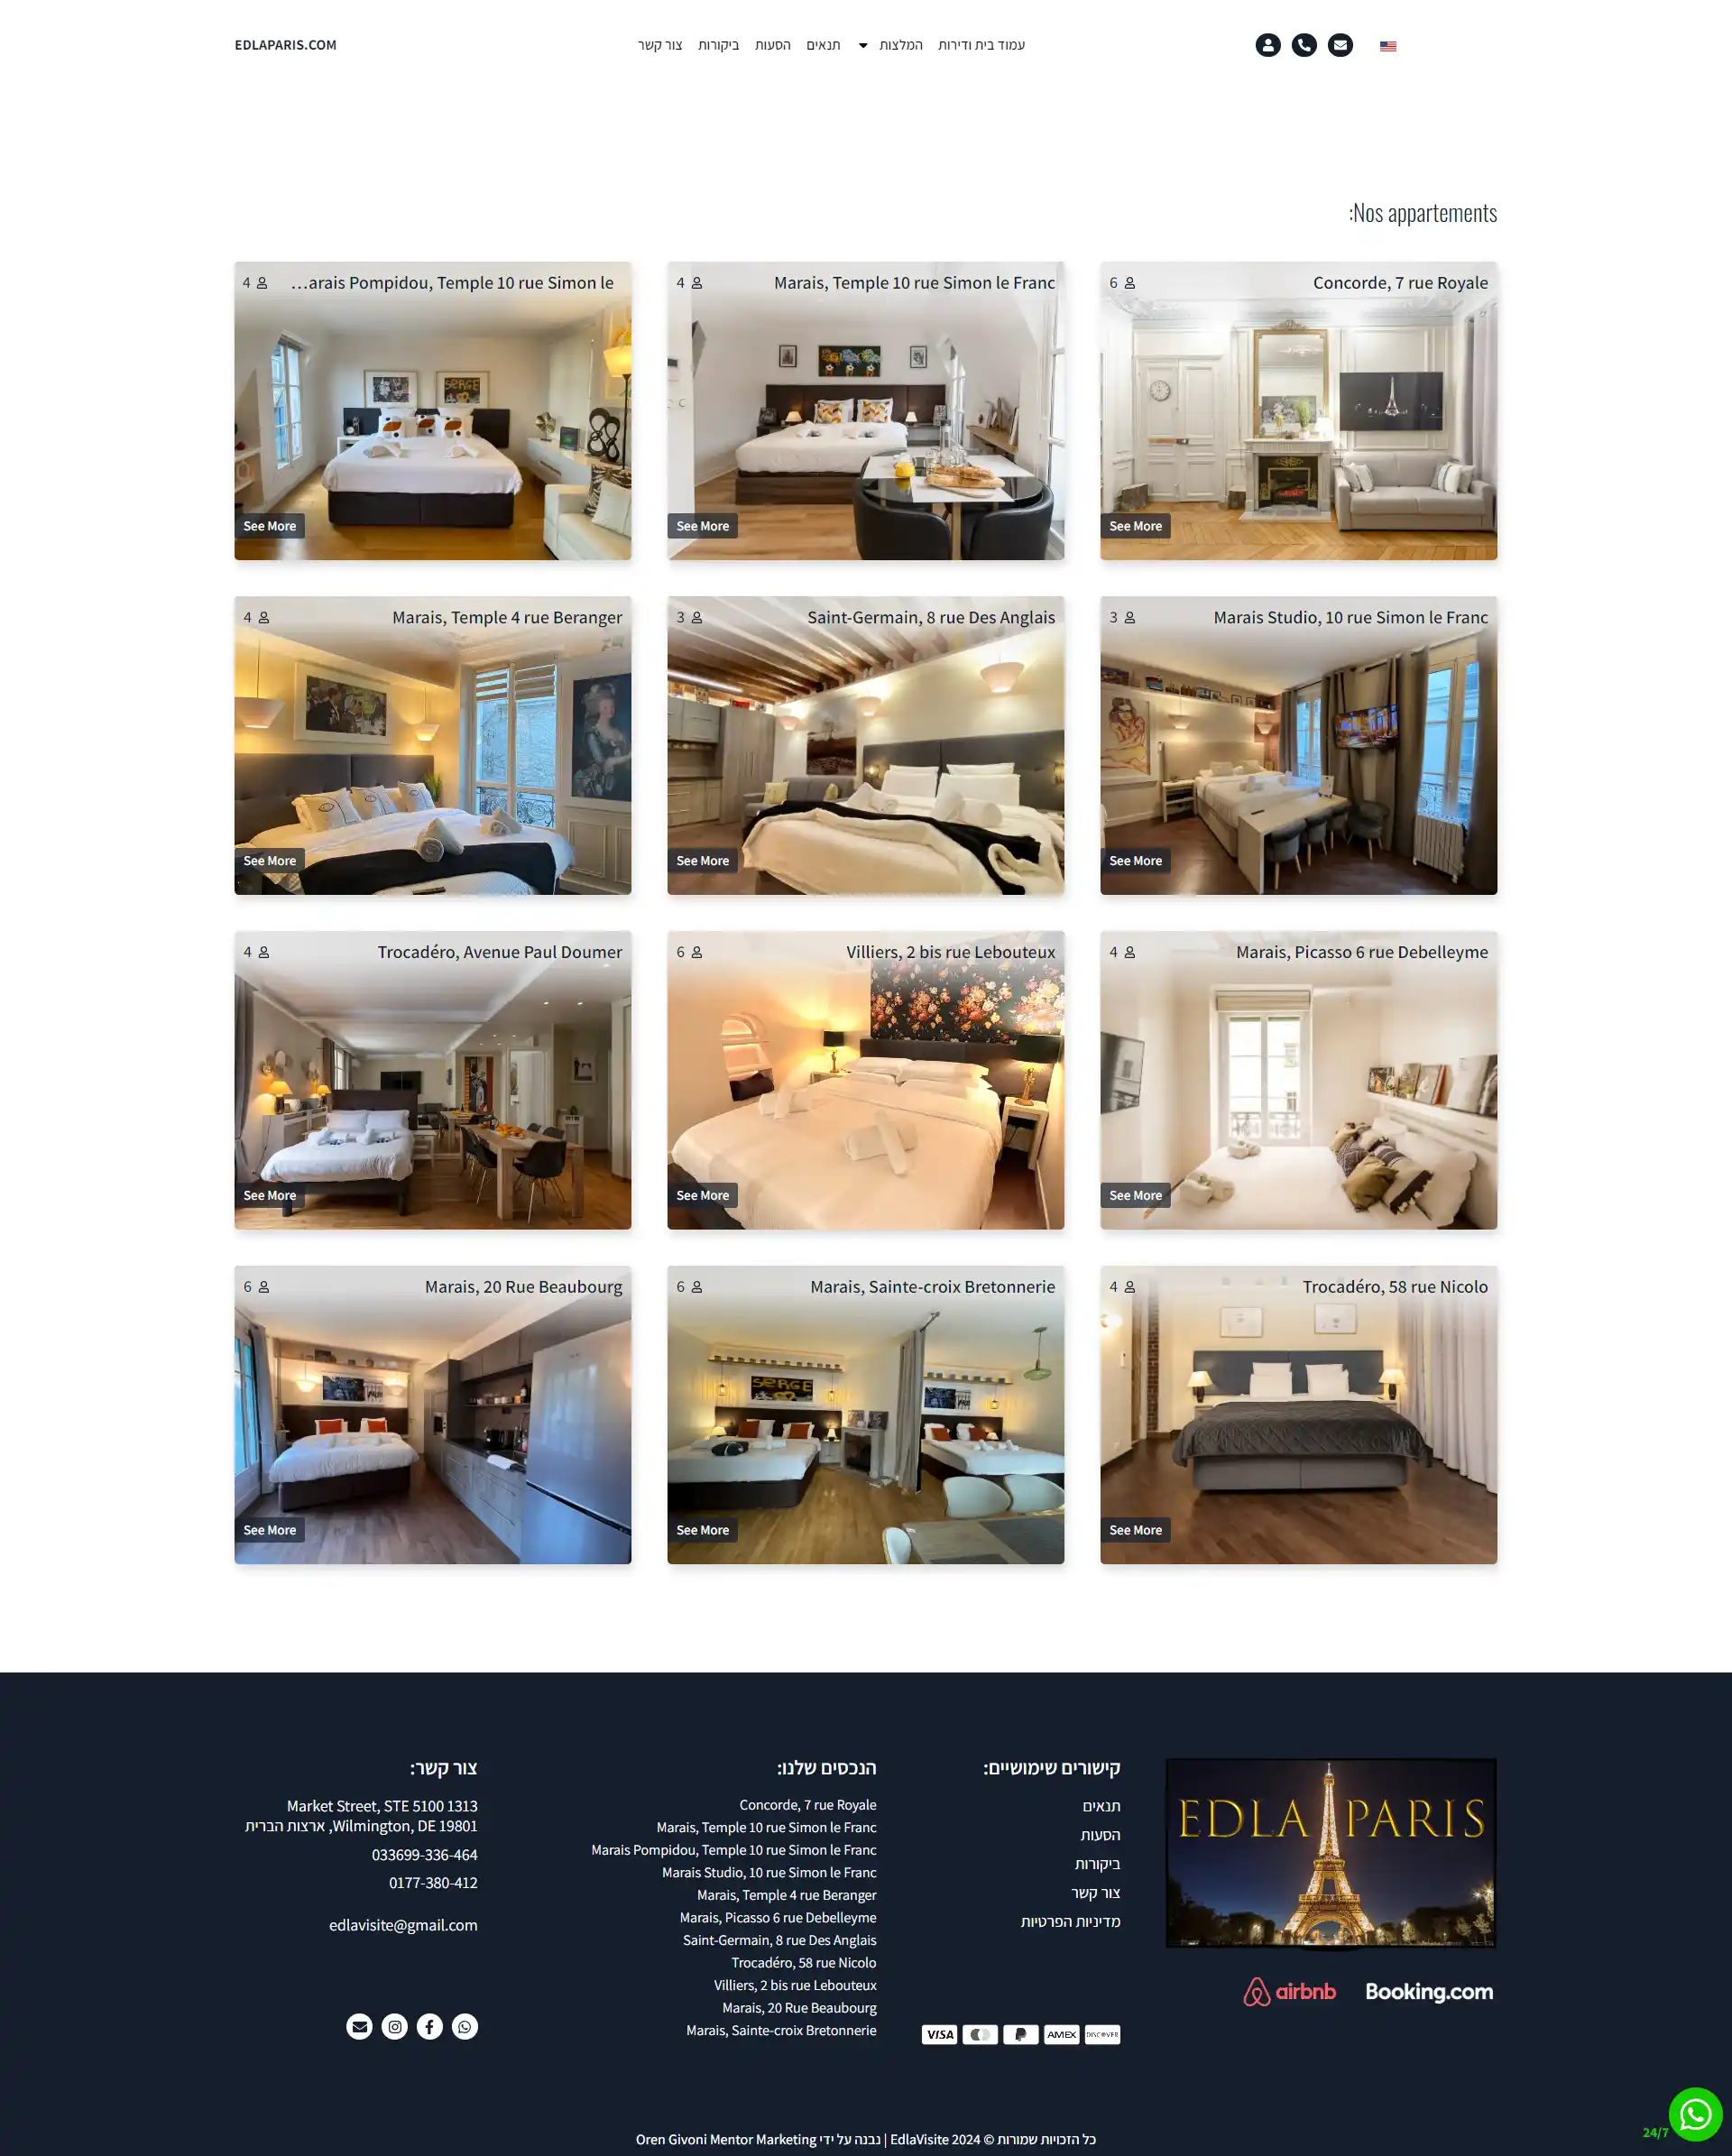 EDLAPARIS.COM
עמוד בית ודירות
המלצות
תנאים
הסעות
ביקורות
צור קשר
Nos appartements:
Concorde, 7 rue Royale
6
See More
Marais, Temple 10 rue Simon le Franc
4
See More
…arais Pompidou, Temple 10 rue Simon le
4
See More
Marais Studio, 10 rue Simon le Franc
3
See More
Saint-Germain, 8 rue Des Anglais
3
See More
Marais, Temple 4 rue Beranger
4
See More
Marais, Picasso 6 rue Debelleyme
4
See More
Villiers, 2 bis rue Lebouteux
6
See More
Trocadéro, Avenue Paul Doumer
4
See More
Trocadéro, 58 rue Nicolo
4
See More
Marais, Sainte-croix Bretonnerie
6
SERGE
See More
Marais, 20 Rue Beaubourg
6
See More
EDLA PARIS
airbnb
Booking.com
קישורים שימושיים:
תנאים
הסעות
ביקורות
צור קשר
מדיניות הפרטיות
VISA
AMEX
DISCOVER
הנכסים שלנו:
Concorde, 7 rue Royale
Marais, Temple 10 rue Simon le Franc
Marais Pompidou, Temple 10 rue Simon le Franc
Marais Studio, 10 rue Simon le Franc
Marais, Temple 4 rue Beranger
Marais, Picasso 6 rue Debelleyme
Saint-Germain, 8 rue Des Anglais
Trocadéro, 58 rue Nicolo
Villiers, 2 bis rue Lebouteux
Marais, 20 Rue Beaubourg
Marais, Sainte-croix Bretonnerie
צור קשר:
1313 Market Street, STE 5100
Wilmington, DE 19801, ארצות הברית
033699-336-464
0177-380-412
edlavisite@gmail.com
כל הזכויות שמורות © 2024 EdlaVisite | נבנה על ידי Oren Givoni Mentor Marketing
24/7